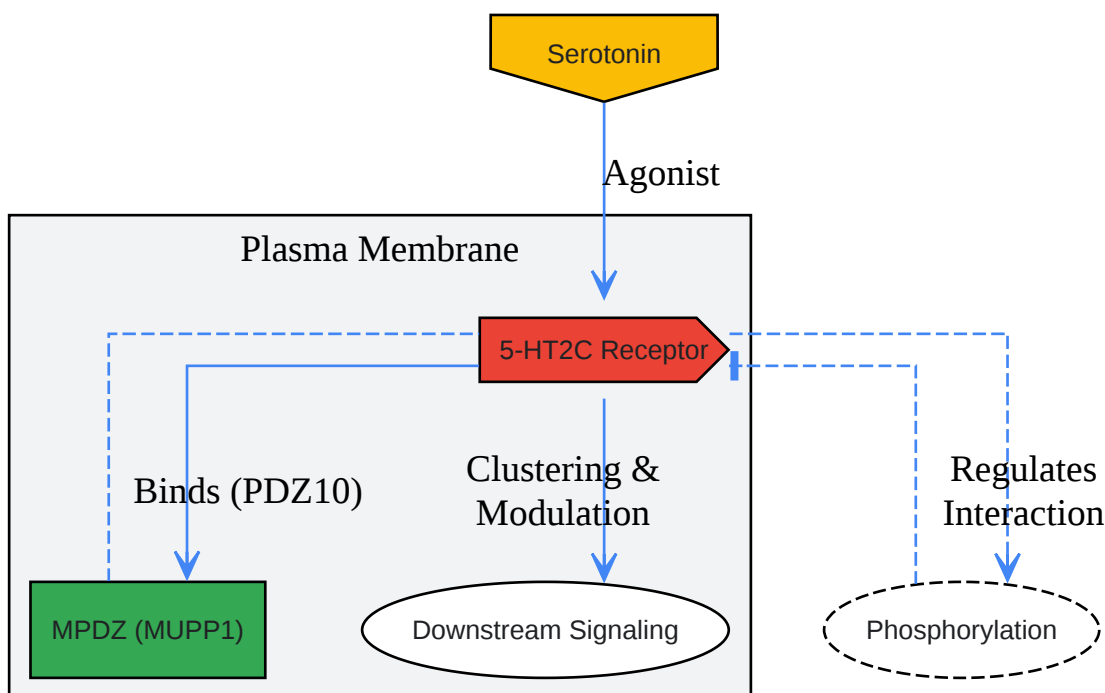 Serotonin
Agonist
Plasma Membrane
5-HT2C Receptor
Binds (PDZ10)
Clustering &
Modulation
Regulates
Interaction
MPDZ (MUPP1)
Downstream Signaling
Phosphorylation